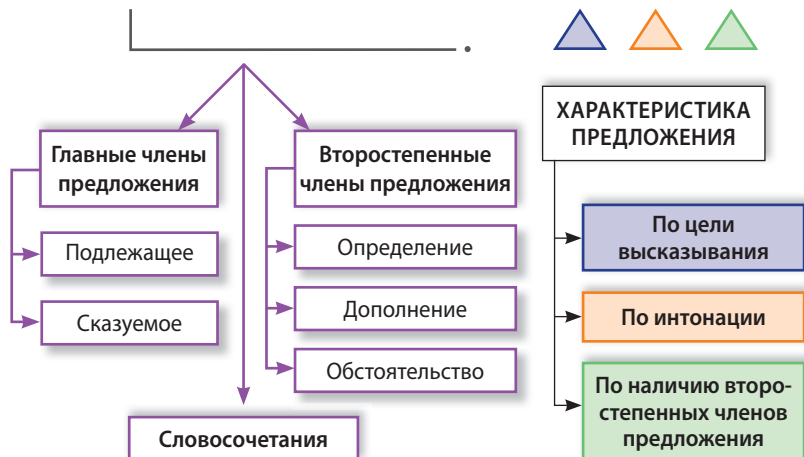 Главные члены
предложения
Подлежащее
Сказуемое
Второстепенные
члены предложения
Определение
Дополнение
Обстоятельство
Словосочетания
ХАРАКТЕРИСТИКА
ПРЕДЛОЖЕНИЯ
По цели
высказывания
По интонации
По наличию второ-
степенных членов
предложения